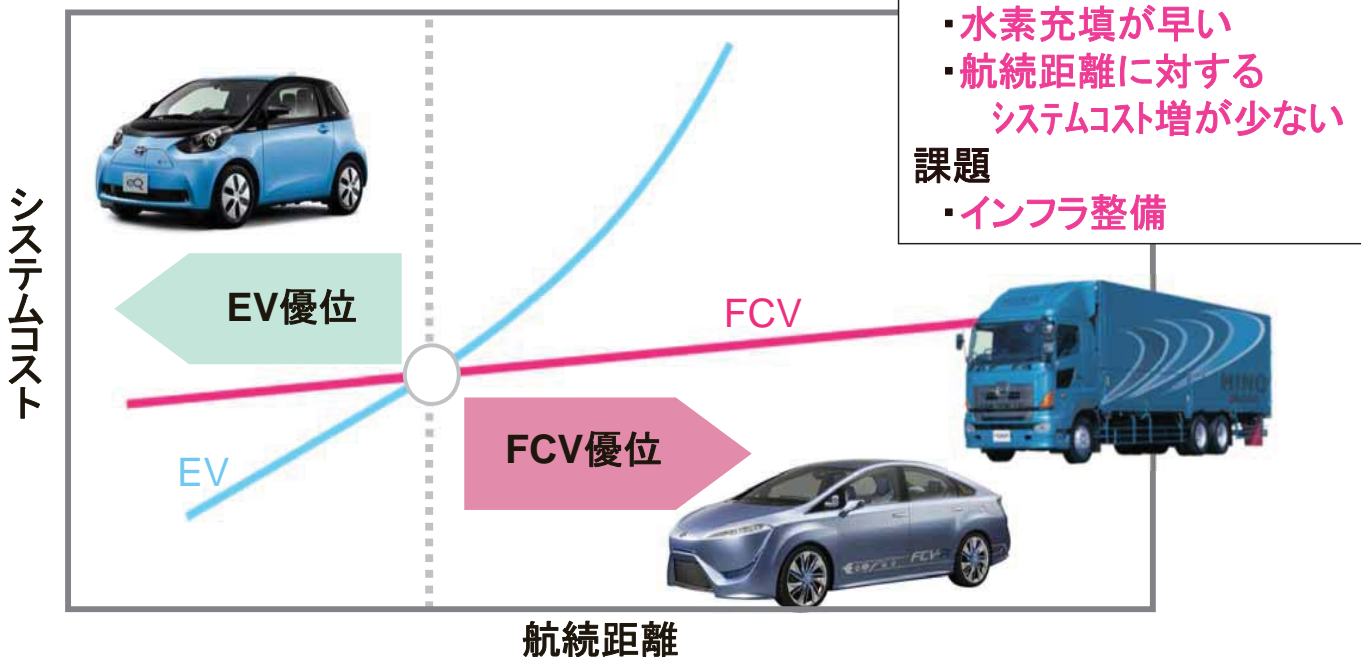 ・水素充填が早い
・航続距離に対する
システムコスト増が少ない
課題
・インフラ整備
システムコスト
eQ
EV優位
FCV
HINO
EV
FCV優位
FCV-R
航続距離